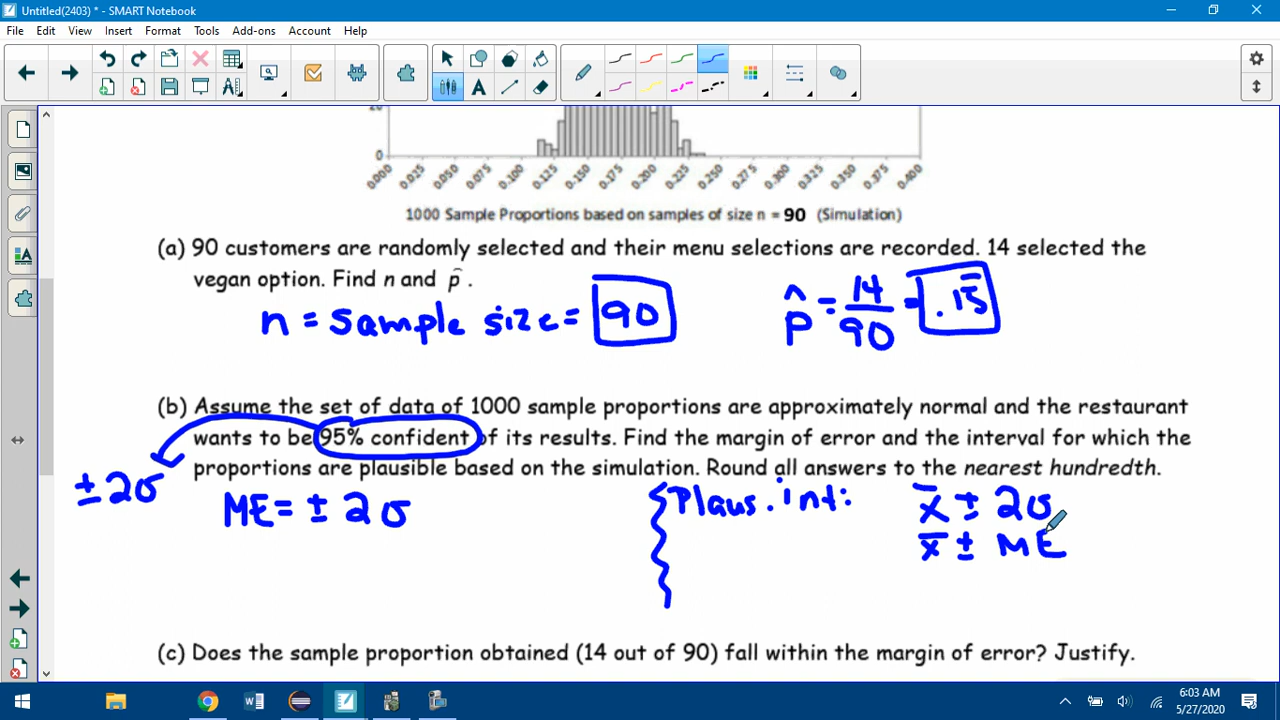 Untitled(2403) * - SMART Notebook
File Edit View Insert Format Tools Add-ons Account Help
0
0.000 0.025 0.050 0.075 0.100 0.125 0.150 0.175 0.200 0.225 0.250 0.275 0.300 0.325 0.350 0.375 0.400
1000 Sample Proportions based on samples of size n = 90 (Simulation)
(a) 90 customers are randomly selected and their menu selections are recorded. 14 selected the
vegan option. Find n and p̂ .
n = sample size = 90 p̂ = 14/90 = .15̅
(b) Assume the set of data of 1000 sample proportions are approximately normal and the restaurant
wants to be 95% confident of its results. Find the margin of error and the interval for which the
proportions are plausible based on the simulation. Round all answers to the nearest hundredth.
±2σ ME = ± 2σ Plaus. int: x̅ ± 2σ
x̅ ± ME
(c) Does the sample proportion obtained (14 out of 90) fall within the margin of error? Justify.
6:03 AM
5/27/2020